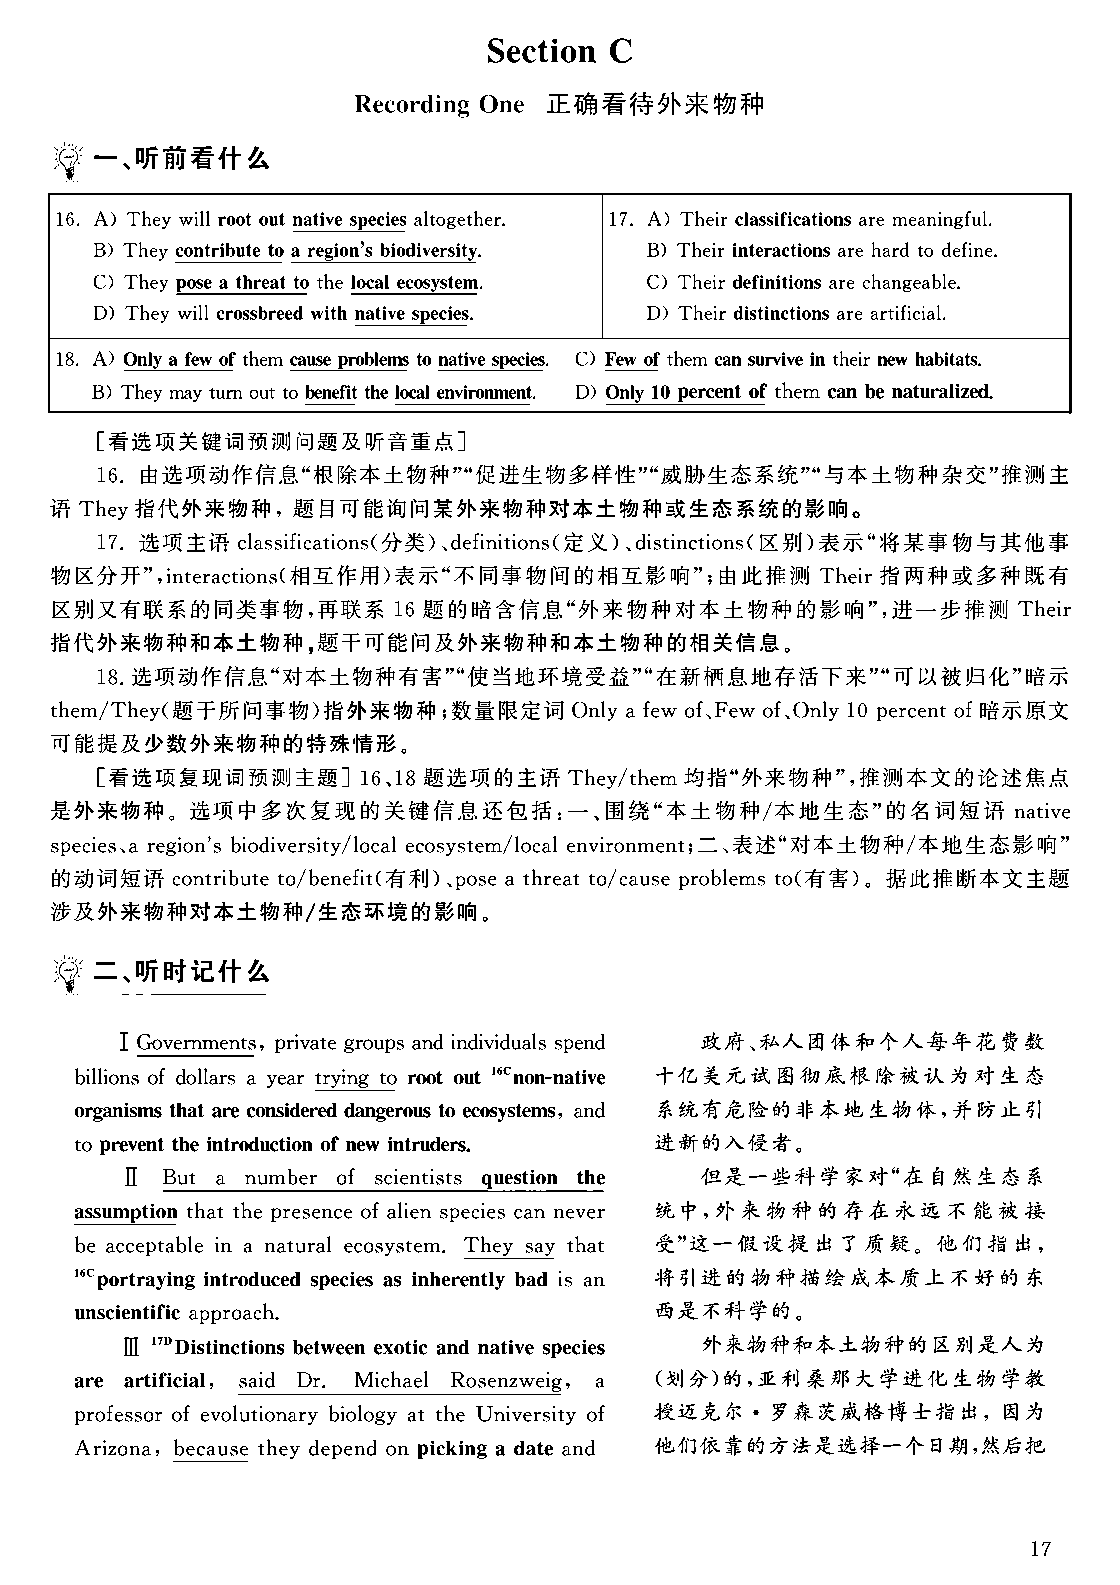 Section C
Recording One 正确看待外来物种
一、听前看什么
16. A) They will root out native species altogether.
B) They contribute to a region's biodiversity.
C) They pose a threat to the local ecosystem.
D) They will crossbreed with native species.
17. A) Their classifications are meaningful.
B) Their interactions are hard to define.
C) Their definitions are changeable.
D) Their distinctions are artificial.
18. A) Only a few of them cause problems to native species. C) Few of them can survive in their new habitats.
B) They may turn out to benefit the local environment. D) Only 10 percent of them can be naturalized.
[看选项关键词预测问题及听音重点]
16. 由选项动作信息“根除本土物种”“促进生物多样性”“威胁生态系统”“与本土物种杂交”推测主
语 They 指代外来物种，题目可能询问某外来物种对本土物种或生态系统的影响。
17. 选项主语 classifications(分类)、definitions(定义)、distinctions(区别)表示“将某事物与其他事
物区分开”,interactions(相互作用)表示“不同事物间的相互影响”;由此推测 Their 指两种或多种既有
区别又有联系的同类事物,再联系 16 题的暗含信息“外来物种对本土物种的影响”,进一步推测 Their
指代外来物种和本土物种,题干可能问及外来物种和本土物种的相关信息。
18. 选项动作信息“对本土物种有害”“使当地环境受益”“在新栖息地存活下来”“可以被归化”暗示
them/They(题干所问事物)指外来物种;数量限定词 Only a few of、Few of、Only 10 percent of 暗示原文
可能提及少数外来物种的特殊情形。
[看选项复现词预测主题] 16、18 题选项的主语 They/them 均指“外来物种”,推测本文的论述焦点
是外来物种。选项中多次复现的关键信息还包括:一、围绕“本土物种/本地生态”的名词短语 native
species、a region's biodiversity/local ecosystem/local environment;二、表述“对本土物种/本地生态影响”
的动词短语 contribute to/benefit(有利)、pose a threat to/cause problems to(有害)。据此推断本文主题
涉及外来物种对本土物种/生态环境的影响。
二、听时记什么
Ⅰ Governments, private groups and individuals spend
billions of dollars a year trying to root out 16C non-native
organisms that are considered dangerous to ecosystems, and
to prevent the introduction of new intruders.
Ⅱ But a number of scientists question the
assumption that the presence of alien species can never
be acceptable in a natural ecosystem. They say that
16C portraying introduced species as inherently bad is an
unscientific approach.
Ⅲ 17D Distinctions between exotic and native species
are artificial, said Dr. Michael Rosenzweig, a
professor of evolutionary biology at the University of
Arizona, because they depend on picking a date and
政府、私人团体和个人每年花费数
十亿美元试图彻底根除被认为对生态
系统有危险的非本地生物体,并防止引
进新的入侵者。
但是一些科学家对“在自然生态系
统中,外来物种的存在永远不能被接
受”这一假设提出了质疑。他们指出,
将引进的物种描绘成本质上不好的东
西是不科学的。
外来物种和本土物种的区别是人为
(划分)的,亚利桑那大学进化生物学教
授迈克尔·罗森茨威格博士指出，因为
他们依靠的方法是选择一个日期,然后把
17